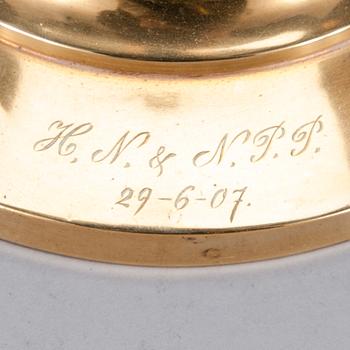 H. N. & N. P. P.
29-6-07.